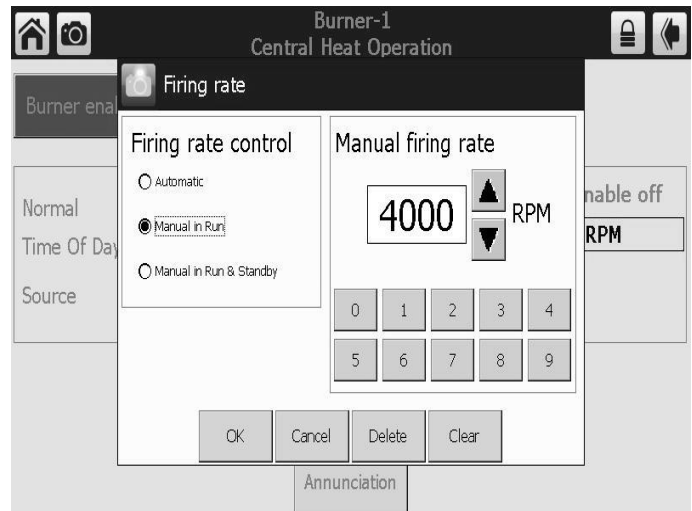 Burner-1
Central Heat Operation
Firing rate
Burner enal
Firing rate control
Automatic
Manual in Run
Manual in Run & Standby
Manual firing rate
4000 RPM
0 1 2 3 4
5 6 7 8 9
Normal
Time Of Day
Source
nable off
RPM
OK Cancel Delete Clear
Annunciation